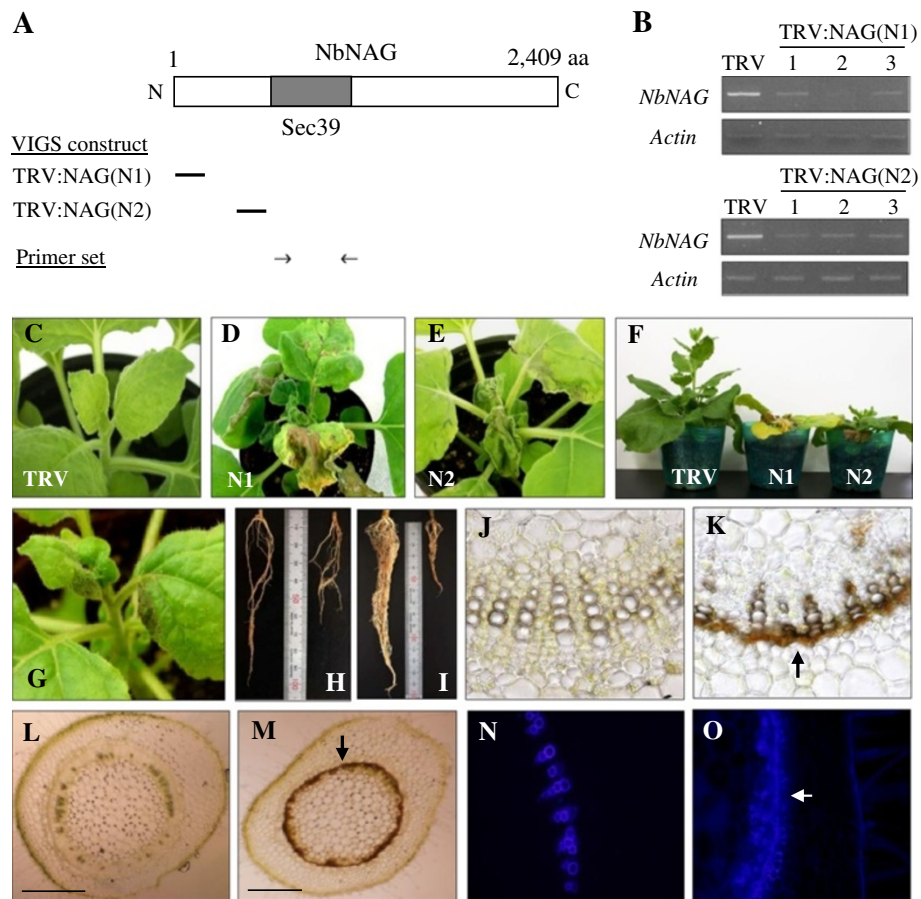 A
1 NbNAG 2,409 aa
N C
Sec39
VIGS construct
TRV:NAG(N1)
TRV:NAG(N2)
Primer set
B
TRV:NAG(N1)
TRV 1 2 3
NbNAG
Actin
TRV:NAG(N2)
TRV 1 2 3
NbNAG
Actin
C
TRV
D
N1
E
N2
F
TRV N1 N2
G
H
I
J
K
L
M
N
O